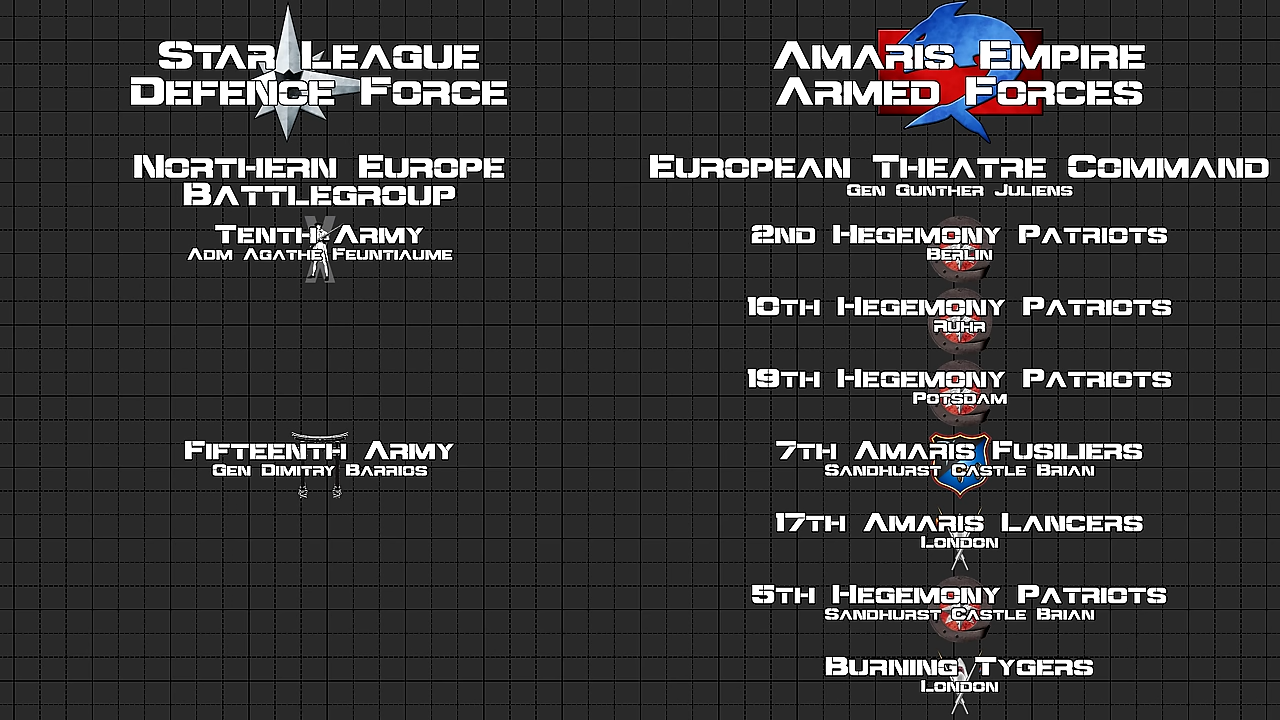 Star League
Defence Force
Northern Europe
Battlegroup
Tenth Army
Adm Agathe Feuntiaume
Fifteenth Army
Gen Dimitry Barrios
Amaris Empire
Armed Forces
European Theatre Command
Gen Gunther Juliens
2nd Hegemony Patriots
Berlin
10th Hegemony Patriots
Ruhr
19th Hegemony Patriots
Potsdam
7th Amaris Fusiliers
Sandhurst Castle Brian
17th Amaris Lancers
London
5th Hegemony Patriots
Sandhurst Castle Brian
Burning Tygers
London